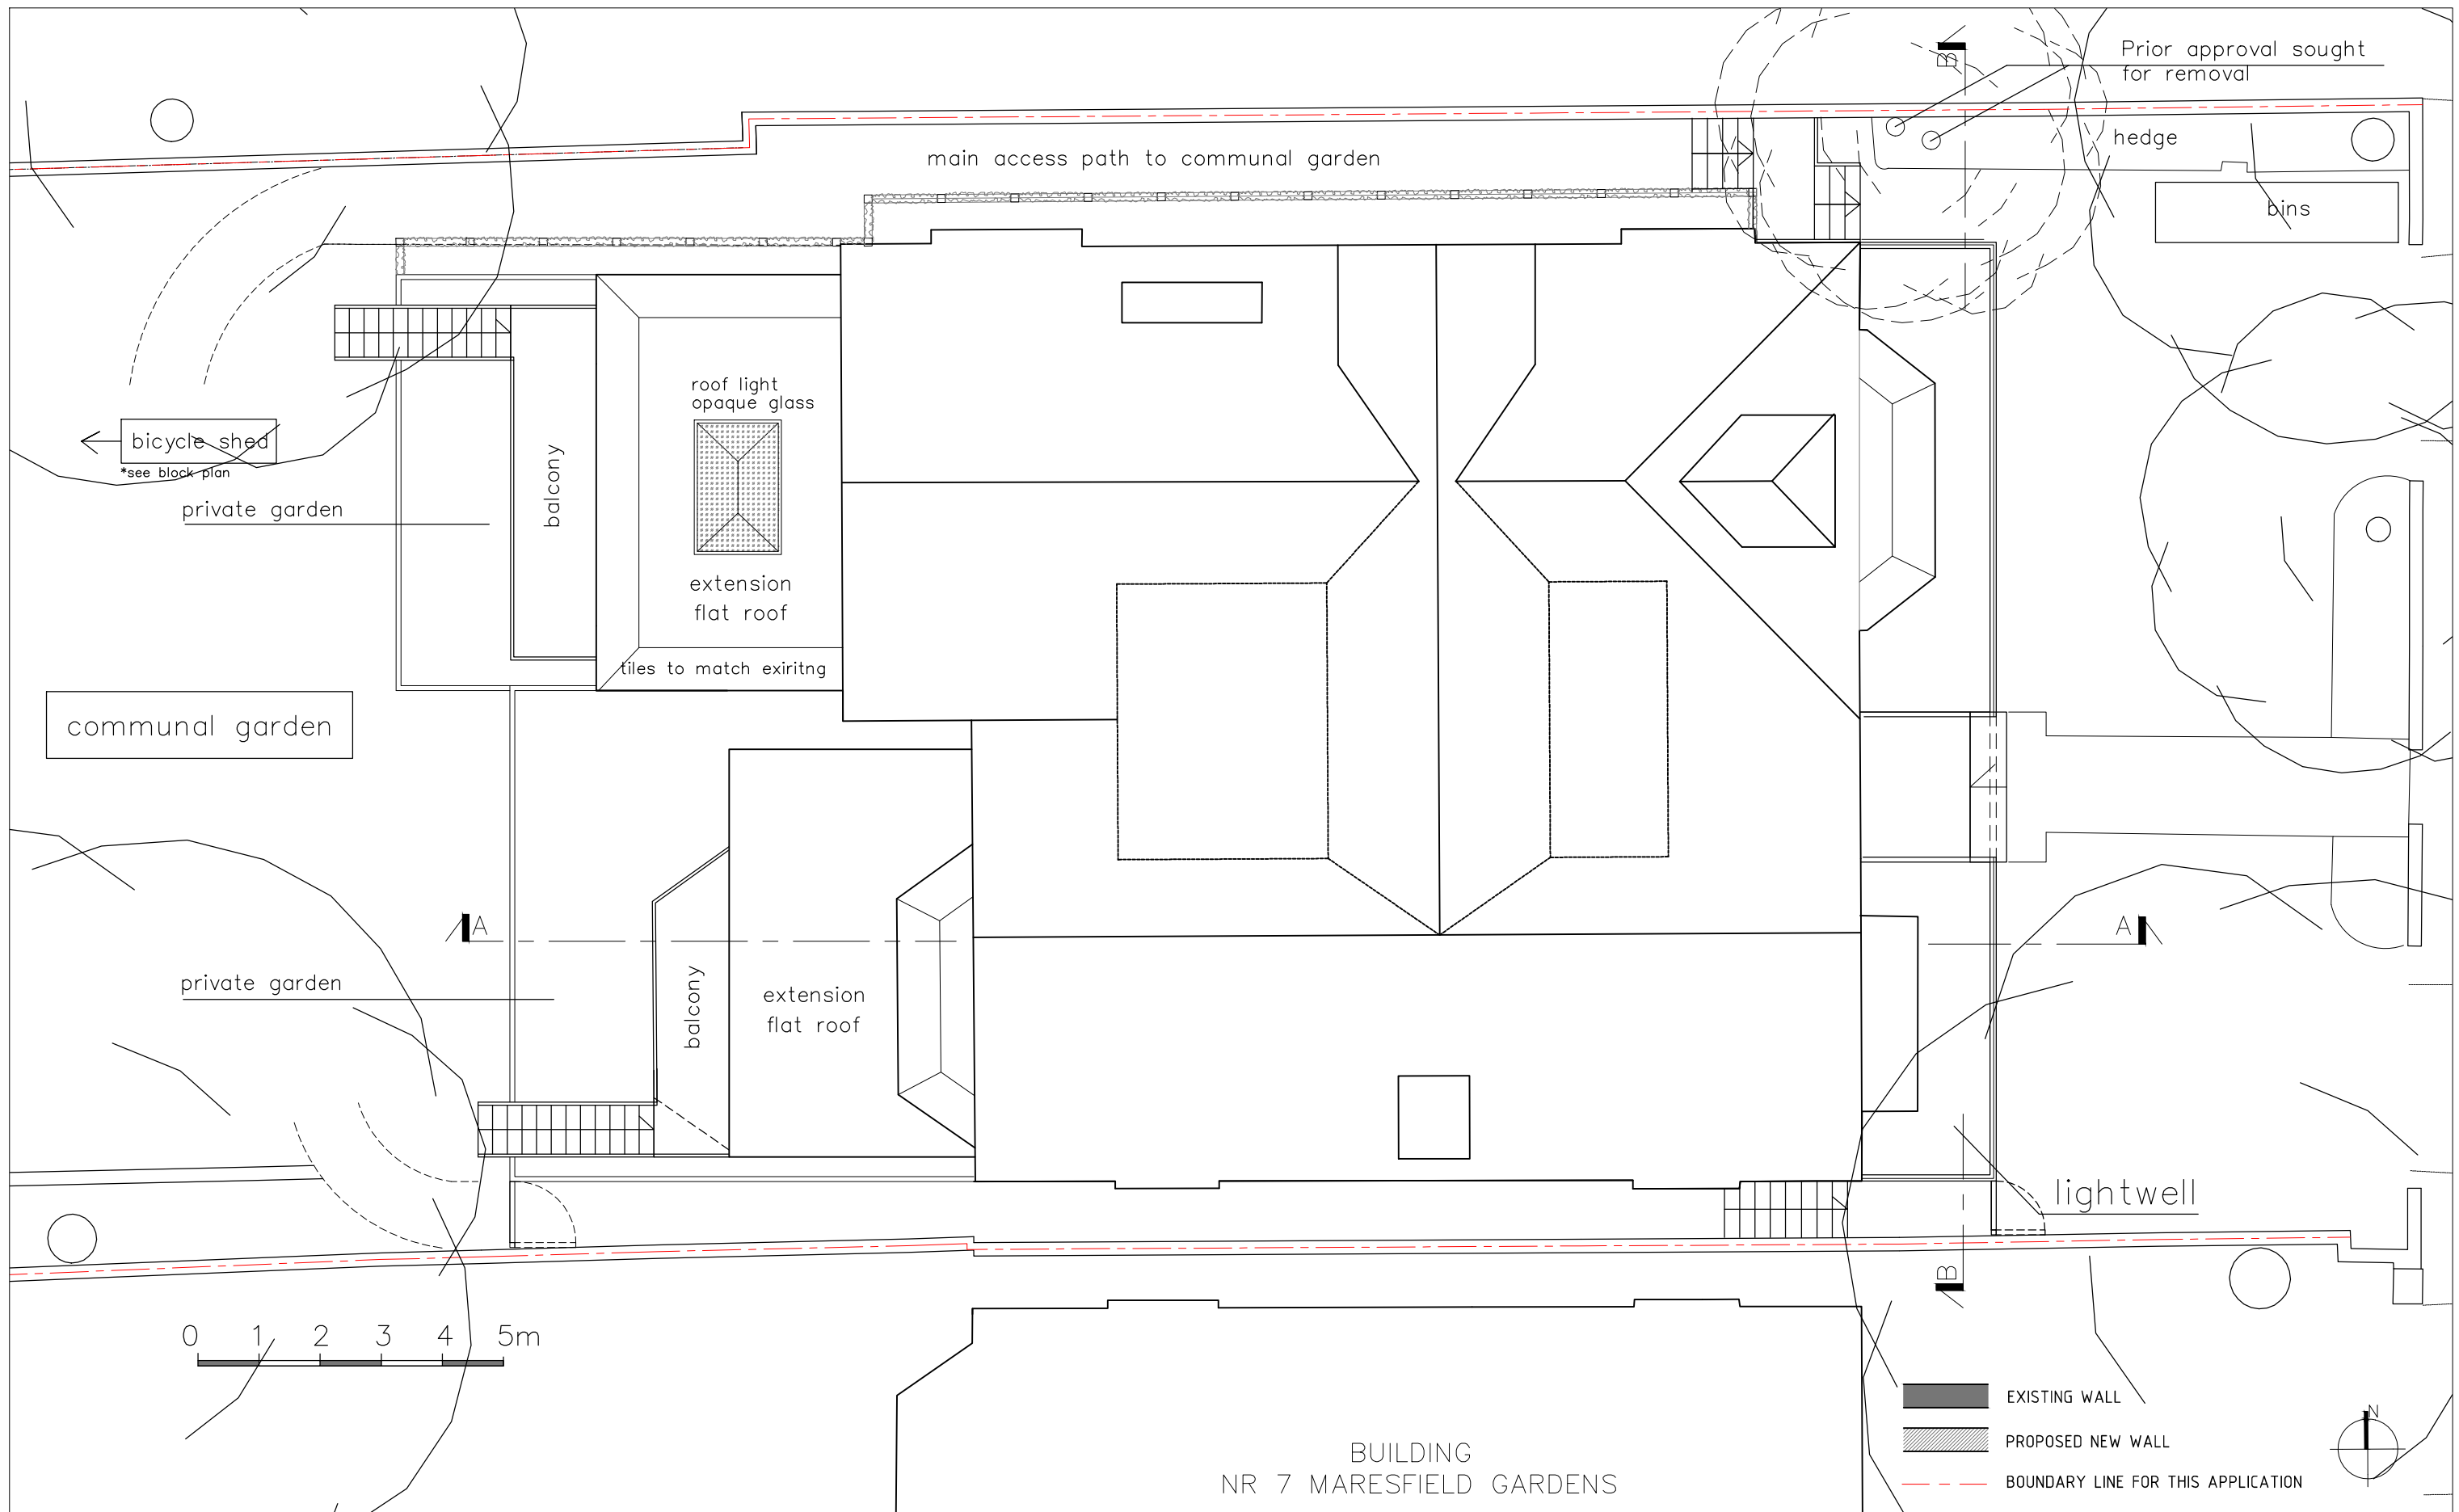 B
Prior approval sought
for removal
hedge
main access path to communal garden
bins
roof light
opaque glass
bicycle shed
*see block plan
balcony
private garden
extension
flat roof
tiles to match exiritng
communal garden
A
A
private garden
balcony
extension
flat roof
lightwell
B
0 1 2 3 4 5m
EXISTING WALL
N
PROPOSED NEW WALL
BUILDING
NR 7 MARESFIELD GARDENS
BOUNDARY LINE FOR THIS APPLICATION